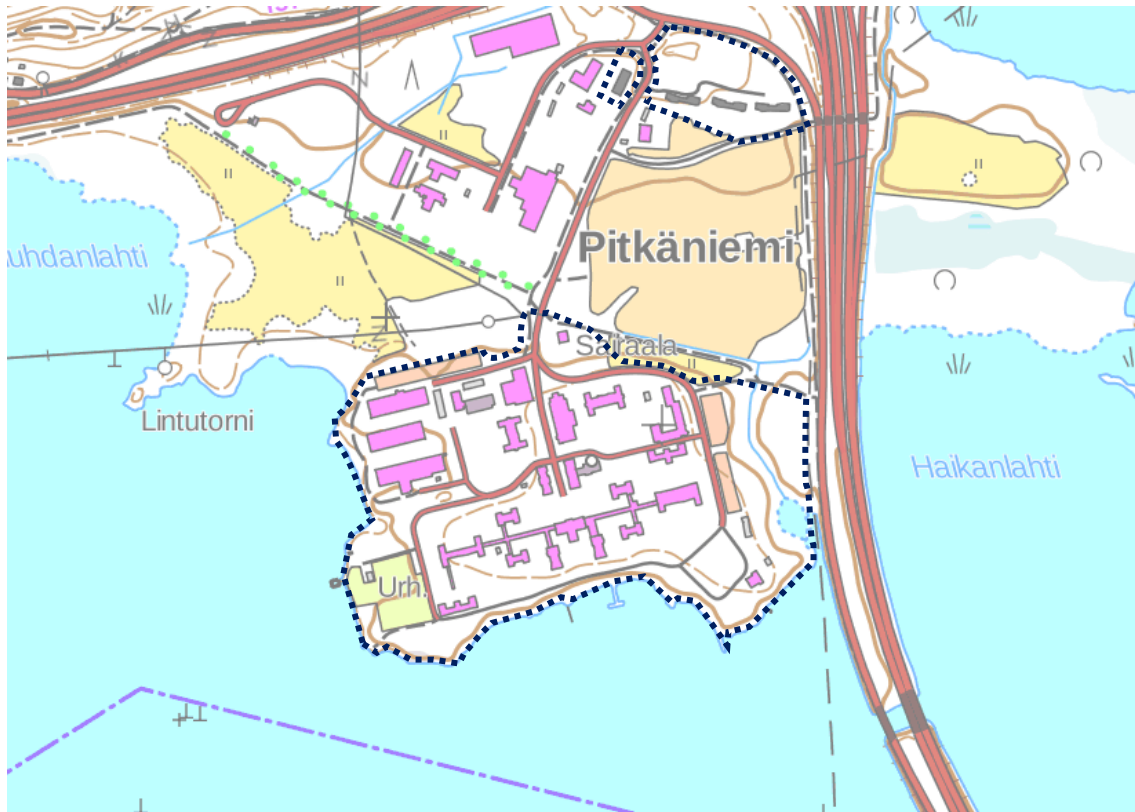 Pitkäniemi
uhdanlahti
Sairaala
Lintutorni
Haikanlahti
Urh.